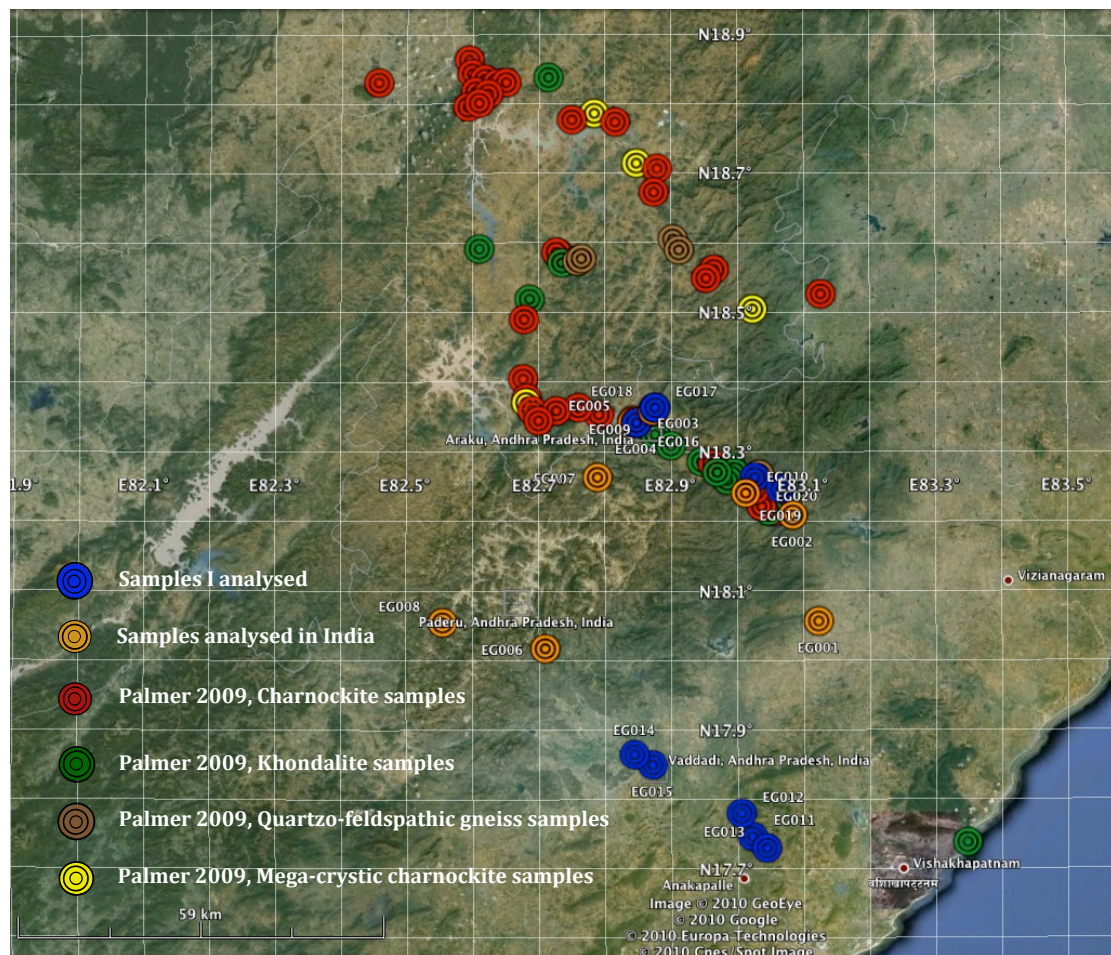 N18.9°
N18.7°
N18.5°
EG018
EG017
EG005
EG009
EG003
Araku, Andhra Pradesh, India
EG004
EG016
N18.3°
EG007
EG010
1.9°
E82.1°
E82.3°
E82.5°
E82.7°
E82.9°
E83.1°
E83.3°
E83.5°
EG020
EG019
EG002
Samples I analysed
N18.1°
Vizianagaram
EG008
Paderu, Andhra Pradesh, India
Samples analysed in India
EG006
EG001
Palmer 2009, Charnockite samples
N17.9°
EG014
Vaddadi, Andhra Pradesh, India
Palmer 2009, Khondalite samples
EG015
EG012
Palmer 2009, Quartzo-feldspathic gneiss samples
EG011
EG013
N17.7°
Vishakhapatnam
Palmer 2009, Mega-crystic charnockite samples
Anakapalle
Image © 2010 GeoEye
59 km
© 2010 Google
© 2010 Europa Technologies
© 2010 Cnes/Spot Image